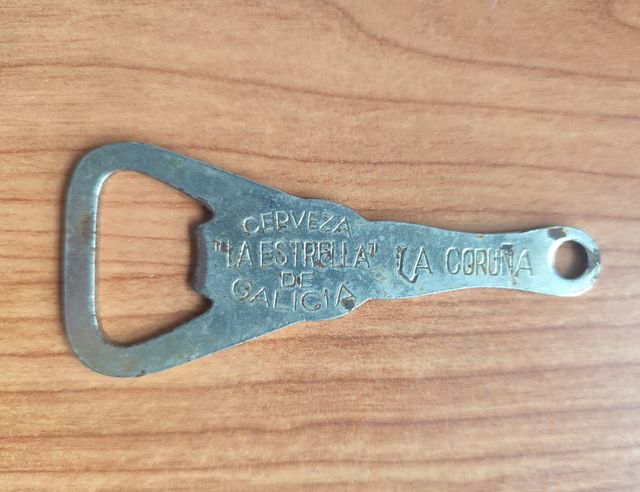 CERVEZA
"LA ESTRELLA"
DE
GALICIA
LA CORUÑA